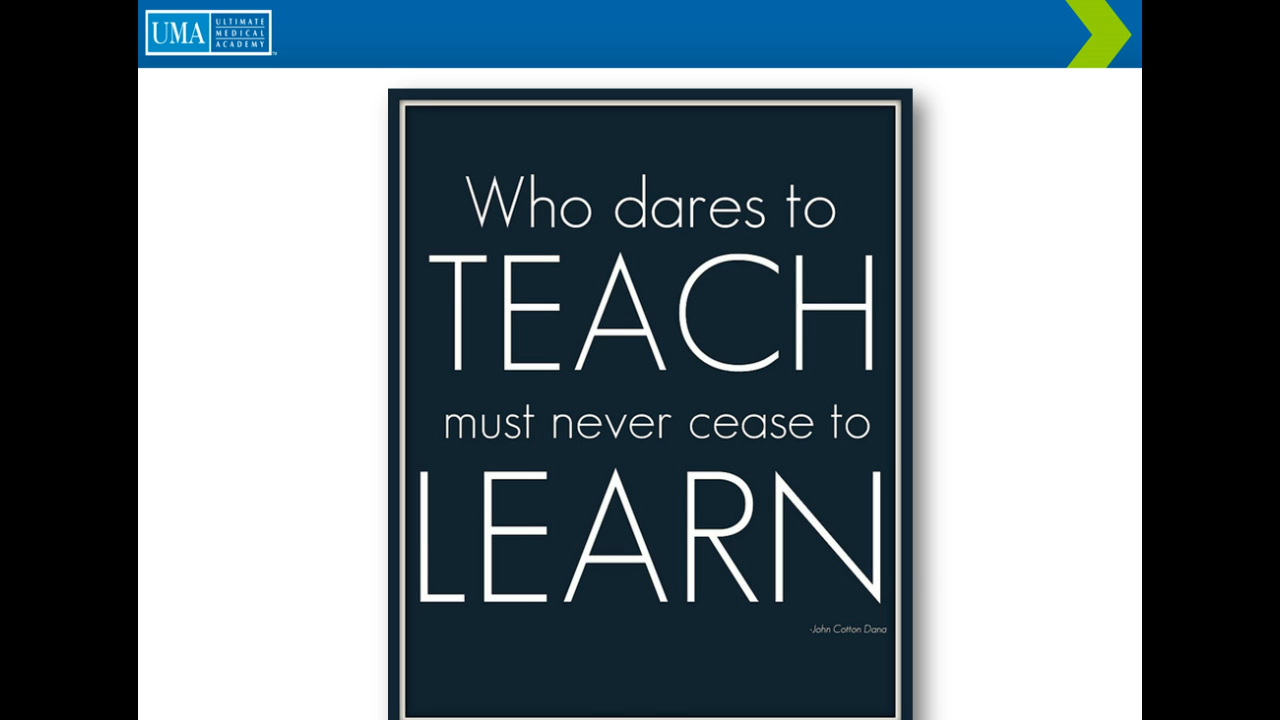 UMA
ULTIMATE
MEDICAL
ACADEMY
Who dares to
TEACH
must never cease to
LEARN
-John Cotton Dana